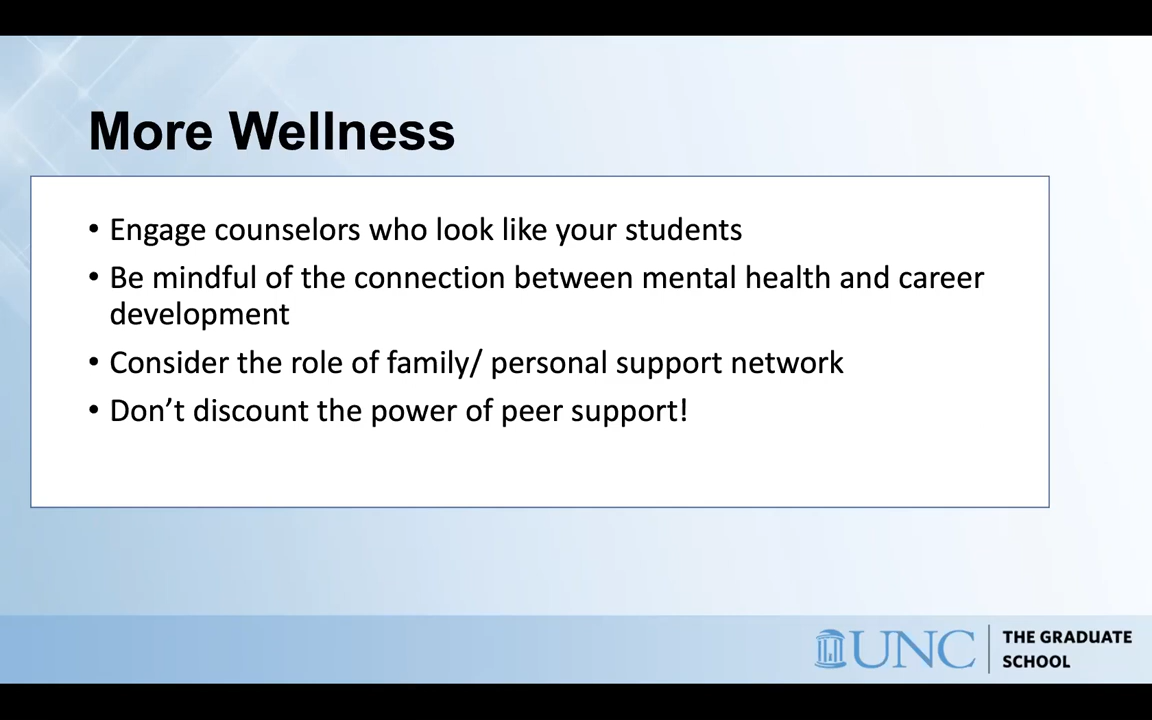 More Wellness
• Engage counselors who look like your students
• Be mindful of the connection between mental health and career
development
• Consider the role of family/ personal support network
• Don’t discount the power of peer support!
UNC
THE GRADUATE
SCHOOL